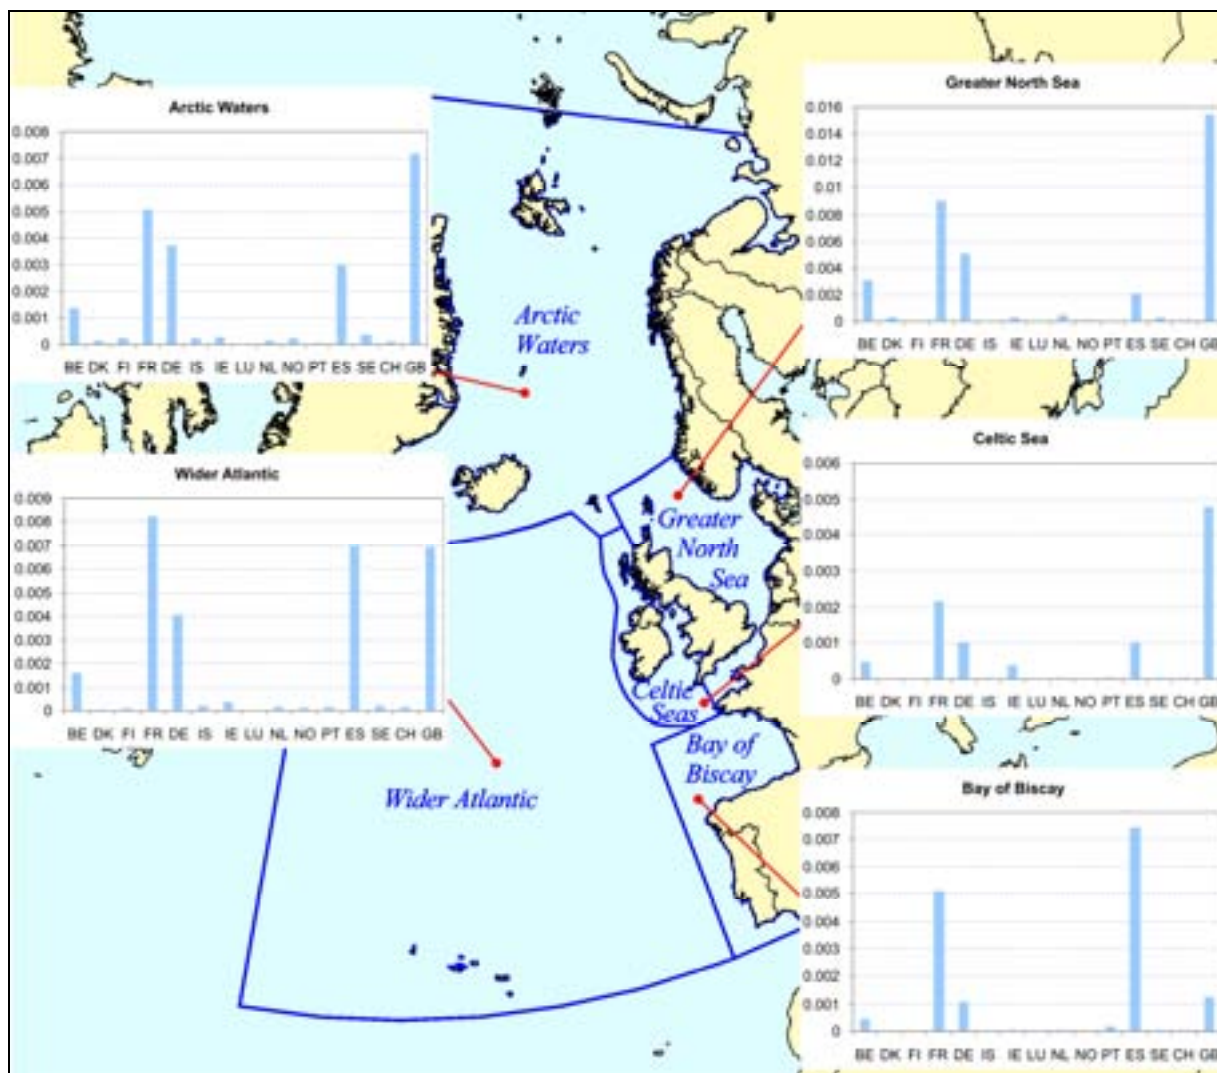 Arctic Waters
0.008
0.007
0.006
0.005
0.004
0.003
0.002
0.001
0
BE DK FI FR DE IS IE LU NL NO PT ES SE CH GB
Greater North Sea
0.016
0.014
0.012
0.01
0.008
0.006
0.004
0.002
0
BE DK FI FR DE IS IE LU NL NO PT ES SE CH GB
Arctic
Waters
Celtic Sea
0.006
0.005
0.004
0.003
0.002
0.001
0
BE DK FI FR DE IS IE LU NL NO PT ES SE CH GB
Wider Atlantic
0.009
0.008
0.007
0.006
0.005
0.004
0.003
0.002
0.001
0
BE DK FI FR DE IS IE LU NL NO PT ES SE CH GB
Greater
North
Sea
Celtic
Seas
Bay of
Biscay
Wider Atlantic
Bay of Biscay
0.008
0.007
0.006
0.005
0.004
0.003
0.002
0.001
0
BE DK FI FR DE IS IE LU NL NO PT ES SE CH GB